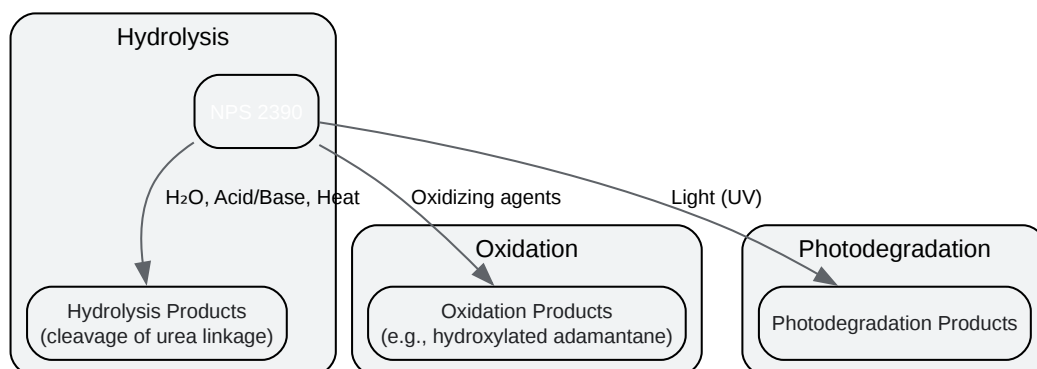 Hydrolysis
NPS 2390
H₂O, Acid/Base, Heat
Oxidizing agents
Light (UV)
Oxidation
Photodegradation
Hydrolysis Products
(cleavage of urea linkage)
Oxidation Products
(e.g., hydroxylated adamantane)
Photodegradation Products